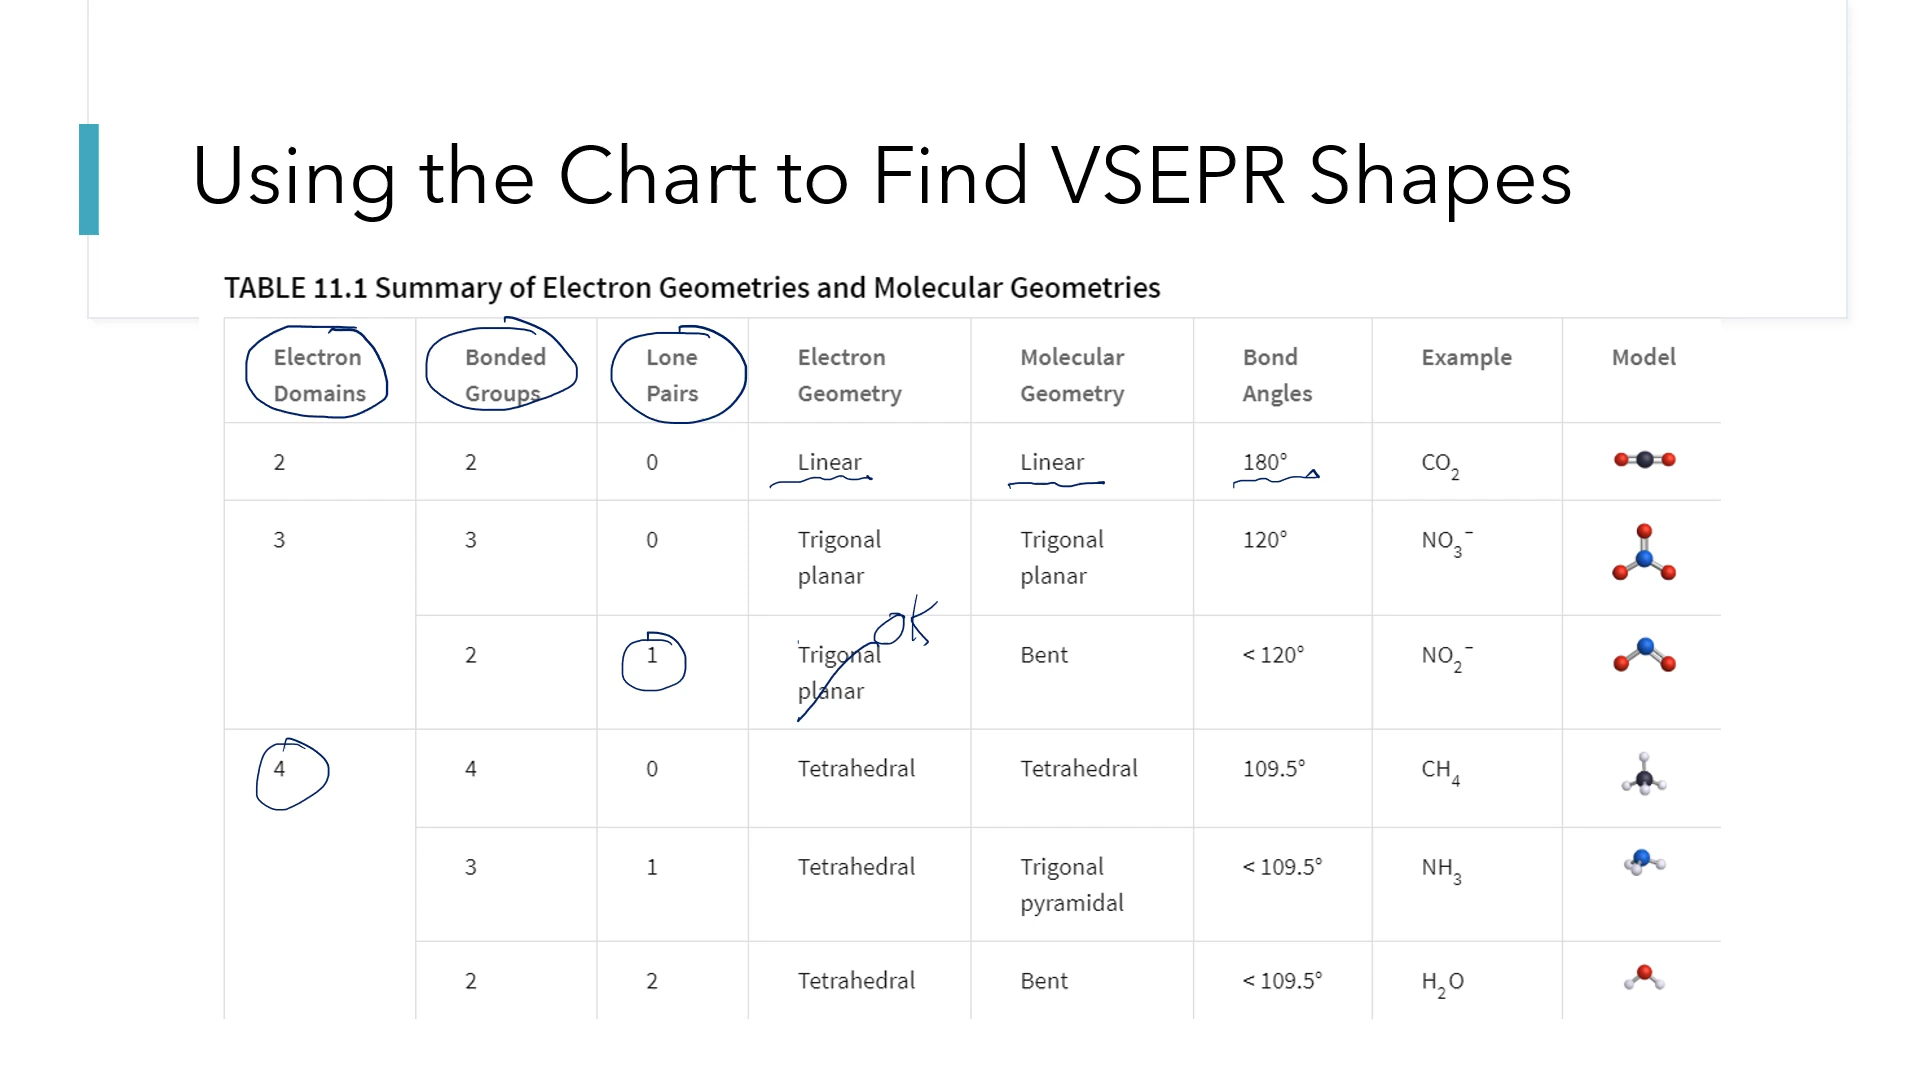 Using the Chart to Find VSEPR Shapes
TABLE 11.1 Summary of Electron Geometries and Molecular Geometries
Electron Domains Bonded Groups Lone Pairs Electron Geometry Molecular Geometry Bond Angles Example Model
2 2 0 Linear Linear 180° CO₂
3 3 0 Trigonal planar Trigonal planar 120° NO₃⁻
OK
2 1 Trigonal planar Bent < 120° NO₂⁻
4 4 0 Tetrahedral Tetrahedral 109.5° CH₄
3 1 Tetrahedral Trigonal pyramidal < 109.5° NH₃
2 2 Tetrahedral Bent < 109.5° H₂O